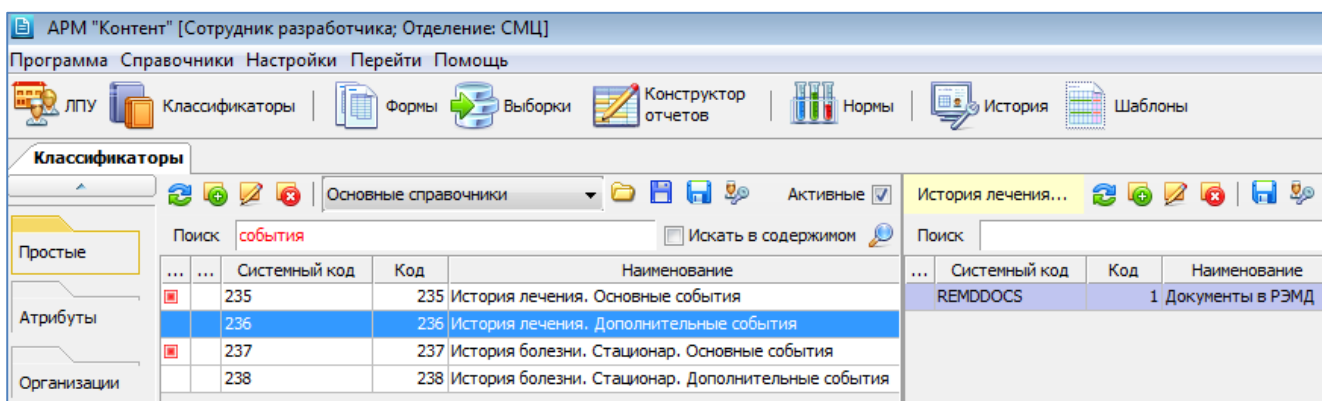 АРМ "Контент" [Сотрудник разработчика; Отделение: СМЦ]
Программа Справочники Настройки Перейти Помощь
ЛПУ Классификаторы Формы Выборки Конструктор отчетов Нормы История Шаблоны
Классификаторы
Основные справочники Активные История лечения...
Поиск события Искать в содержимом Поиск
Простые
... ... Системный код Код Наименование ... Системный код Код Наименование
235 235 История лечения. Основные события REMDDOCS 1 Документы в РЭМД
Атрибуты
236 236 История лечения. Дополнительные события
237 237 История болезни. Стационар. Основные события
Организации
238 238 История болезни. Стационар. Дополнительные события